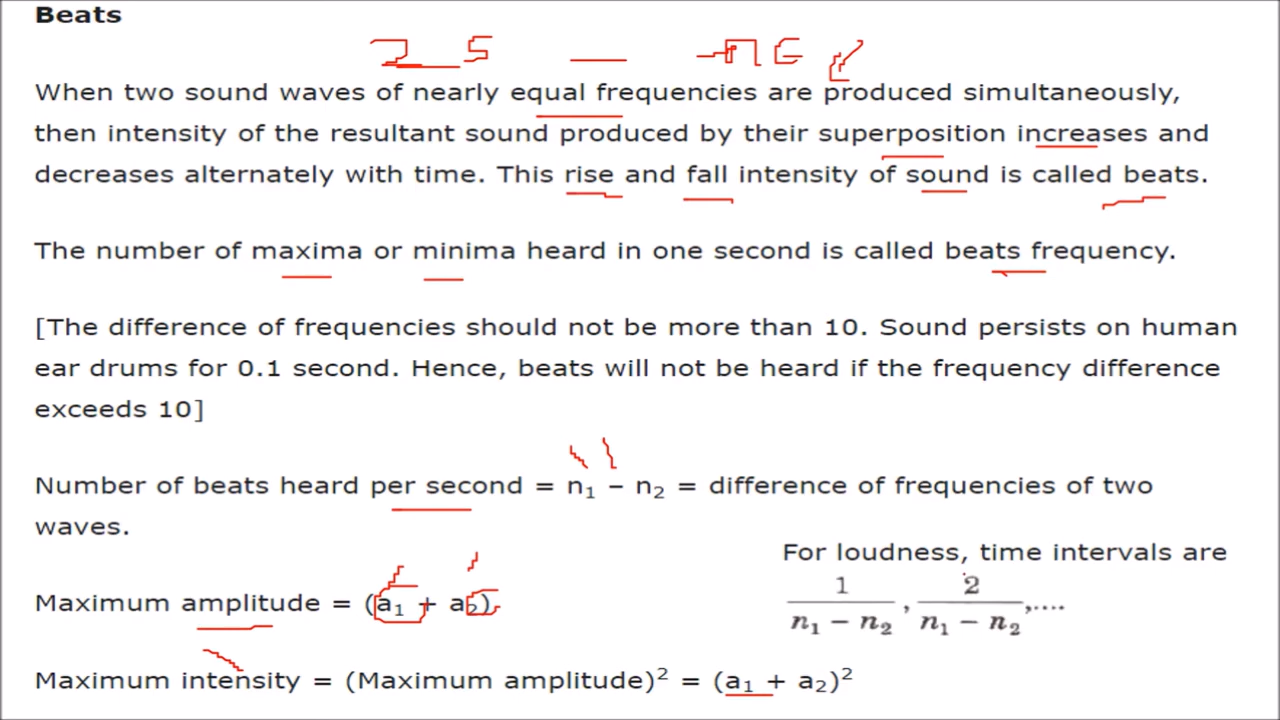 Beats
2 S
When two sound waves of nearly equal frequencies are produced simultaneously,
then intensity of the resultant sound produced by their superposition increases and
decreases alternately with time. This rise and fall intensity of sound is called beats.
The number of maxima or minima heard in one second is called beats frequency.
[The difference of frequencies should not be more than 10. Sound persists on human
ear drums for 0.1 second. Hence, beats will not be heard if the frequency difference
exceeds 10]
Number of beats heard per second = n₁ – n₂ = difference of frequencies of two
waves.
For loudness, time intervals are
1/(n₁ – n₂), 2/(n₁ – n₂),....
Maximum amplitude = (a₁ + a₂)
Maximum intensity = (Maximum amplitude)² = (a₁ + a₂)²